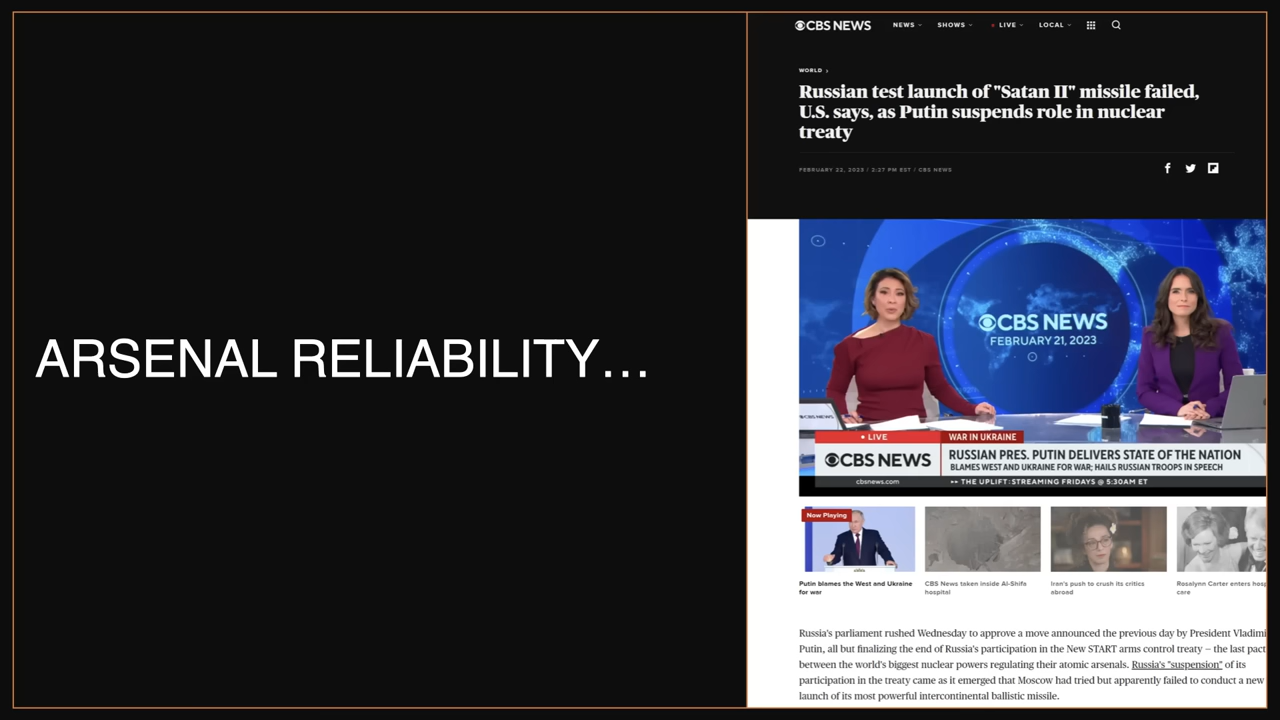 ARSENAL RELIABILITY…
CBS NEWS
NEWS SHOWS LIVE LOCAL
WORLD
Russian test launch of "Satan II" missile failed,
U.S. says, as Putin suspends role in nuclear
treaty
FEBRUARY 22, 2023 / 2:27 PM EST / CBS NEWS
CBS NEWS
FEBRUARY 21, 2023
LIVE WAR IN UKRAINE
CBS NEWS
RUSSIAN PRES. PUTIN DELIVERS STATE OF THE NATION
BLAMES WEST AND UKRAINE FOR WAR; HAILS RUSSIAN TROOPS IN SPEECH
cbsnews.com THE UPLIFT: STREAMING FRIDAYS @ 5:30AM ET
Now Playing
Putin blames the West and Ukraine
for war
CBS News taken inside Al-Shifa
hospital
Iran's push to crush its critics
abroad
Rosalynn Carter enters hosp
care
Russia's parliament rushed Wednesday to approve a move announced the previous day by President Vladimi
Putin, all but finalizing the end of Russia's participation in the New START arms control treaty — the last pact
between the world's biggest nuclear powers regulating their atomic arsenals. Russia's "suspension" of its
participation in the treaty came as it emerged that Moscow had tried but apparently failed to conduct a new
launch of its most powerful intercontinental ballistic missile.